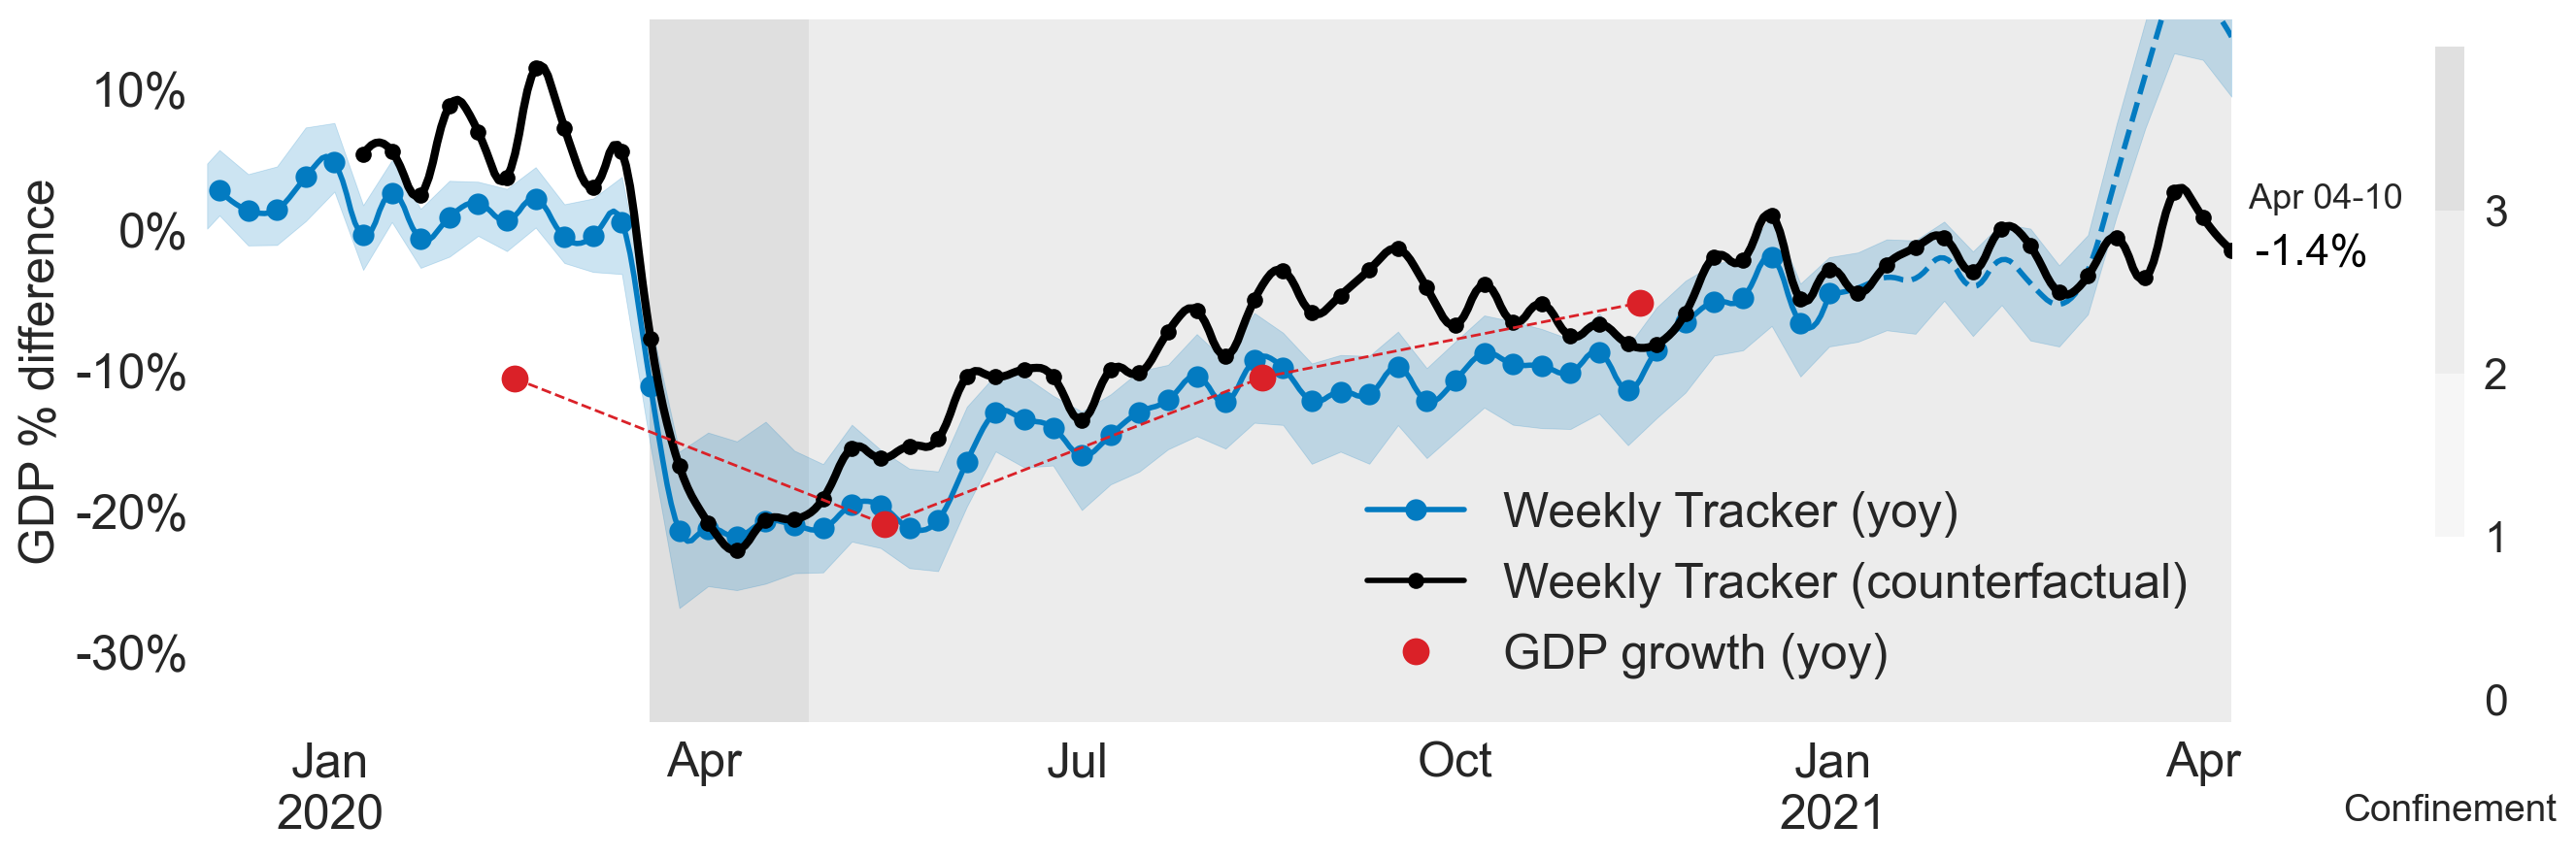 GDP % difference
10%
0%
-10%
-20%
-30%
Jan
2020
Apr
Jul
Oct
Jan
2021
Apr
Weekly Tracker (yoy)
Weekly Tracker (counterfactual)
GDP growth (yoy)
Apr 04-10
-1.4%
3
2
1
0
Confinement